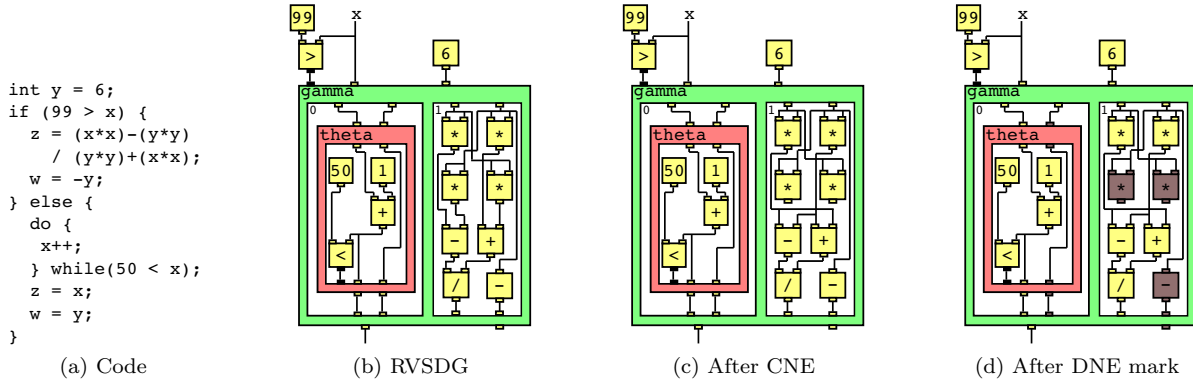 int y = 6;
if (99 > x) {
z = (x*x)-(y*y)
/ (y*y)+(x*x);
w = -y;
} else {
do {
x++;
} while(50 < x);
z = x;
w = y;
}
(a) Code
99 x
> 6
gamma
0 1
theta
* *
50 1
* *
+
- +
<
/ -
(b) RVSDG
99 x
> 6
gamma
0 1
theta
* *
50 1
* *
+
- +
<
/ -
(c) After CNE
99 x
> 6
gamma
0 1
theta
* *
50 1
* *
+
- +
<
/ -
(d) After DNE mark